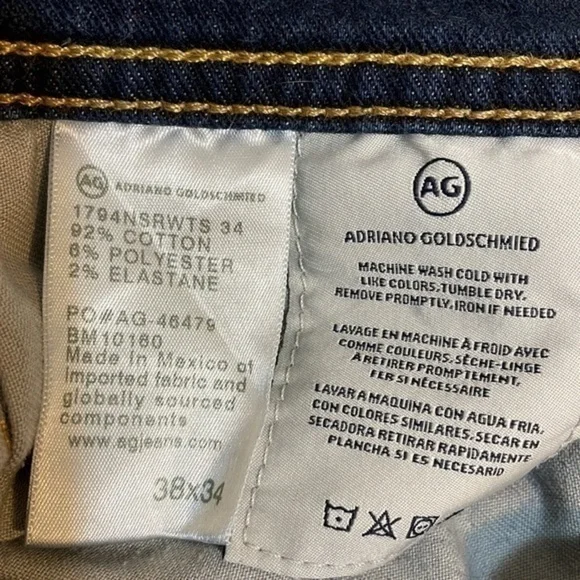 AG ADRIANO GOLDSCHMIED
1794NSRWTS 34
92% COTTON
6% POLYESTER
2% ELASTANE
PO#AG-46479
BM10160
Made in Mexico of
Imported fabric and
globally sourced
components
www.agjeans.com
38x34
AG
ADRIANO GOLDSCHMIED
MACHINE WASH COLD WITH
LIKE COLORS. TUMBLE DRY.
REMOVE PROMPTLY. IRON IF NEEDED
LAVAGE EN MACHINE À FROID AVEC
COMME COULEURS. SÈCHE-LINGE
A RETIRER PROMPTEMENT.
FER SI NÉCESSAIRE
LAVAR A MAQUINA CON AGUA FRIA,
CON COLORES SIMILARES. SECAR EN
SECADORA RETIRAR RAPIDAMENTE
PLANCHA SI ES NECESARIO